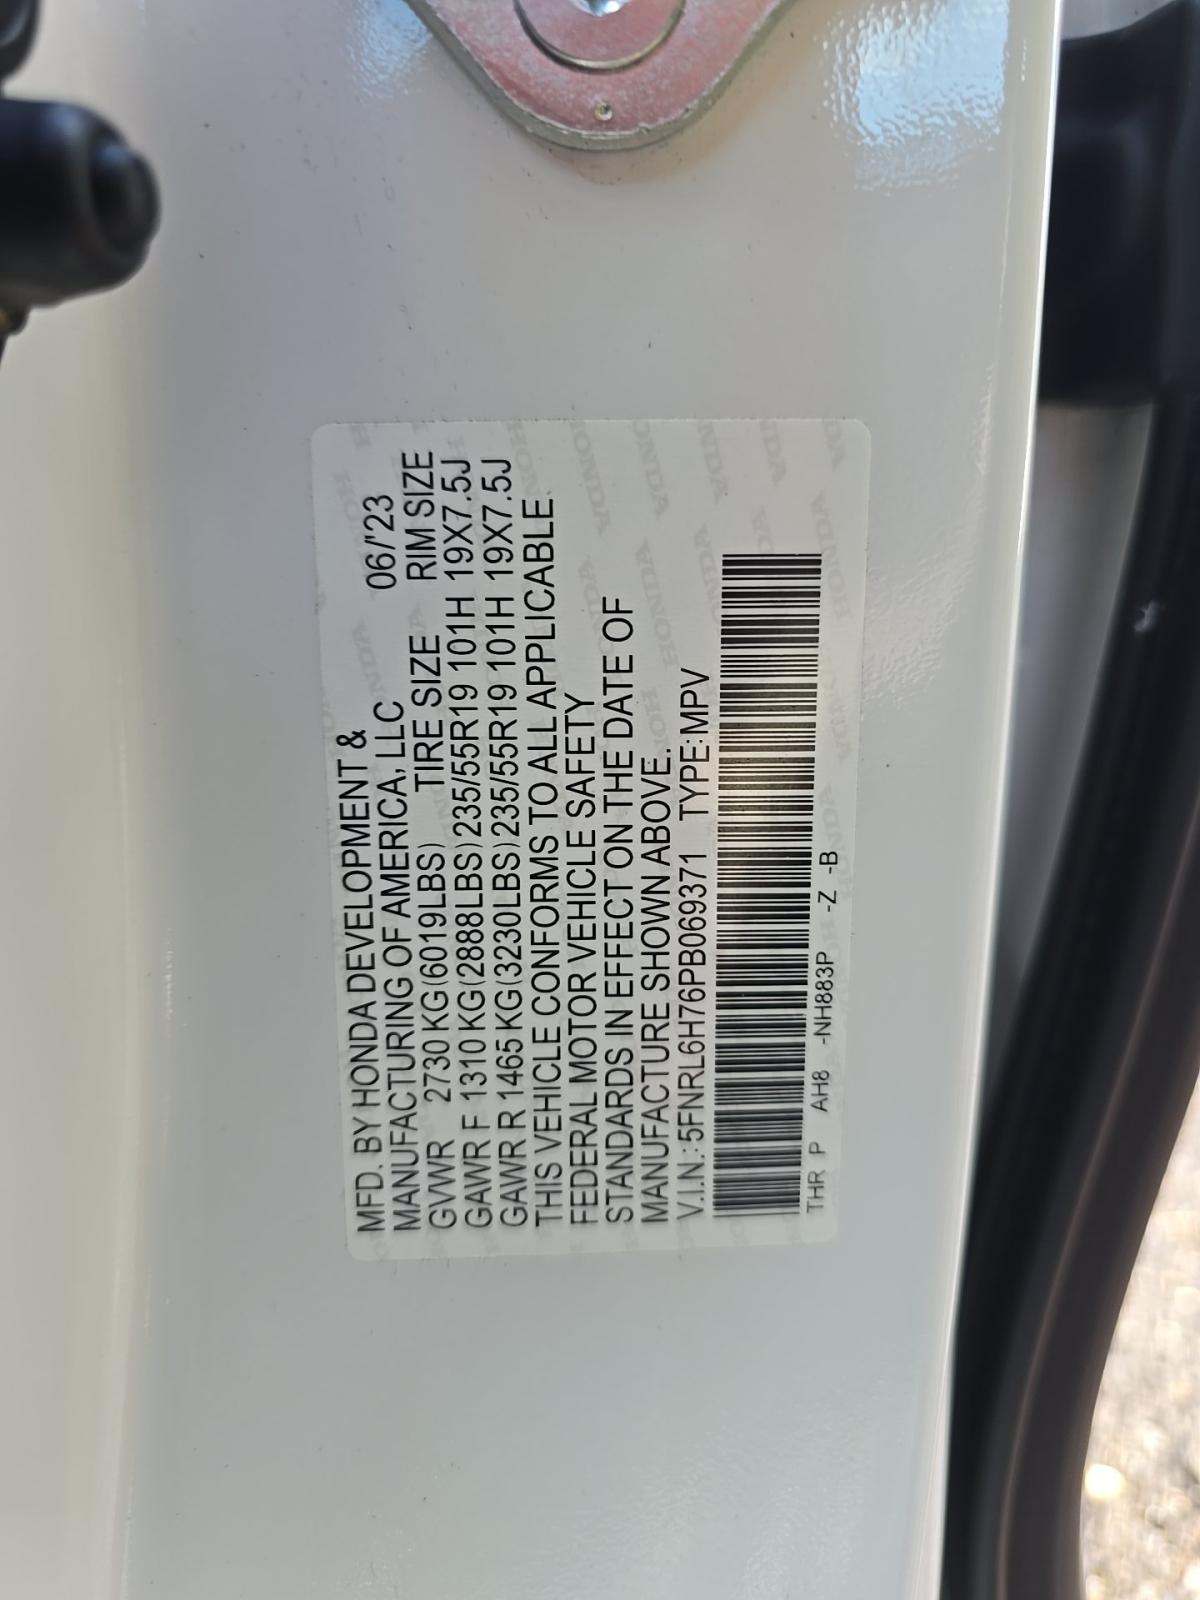 MFD. BY HONDA DEVELOPMENT &
MANUFACTURING OF AMERICA, LLC 06/'23
GVWR 2730 KG(6019LBS) TIRE SIZE RIM SIZE
GAWR F 1310 KG(2888LBS) 235/55R19 101H 19X7.5J
GAWR R 1465 KG(3230LBS) 235/55R19 101H 19X7.5J
THIS VEHICLE CONFORMS TO ALL APPLICABLE
FEDERAL MOTOR VEHICLE SAFETY
STANDARDS IN EFFECT ON THE DATE OF
MANUFACTURE SHOWN ABOVE.
V.I.N.: 5FNRL6H76PB069371 TYPE:MPV
THR P AH8 -NH883P -Z -B